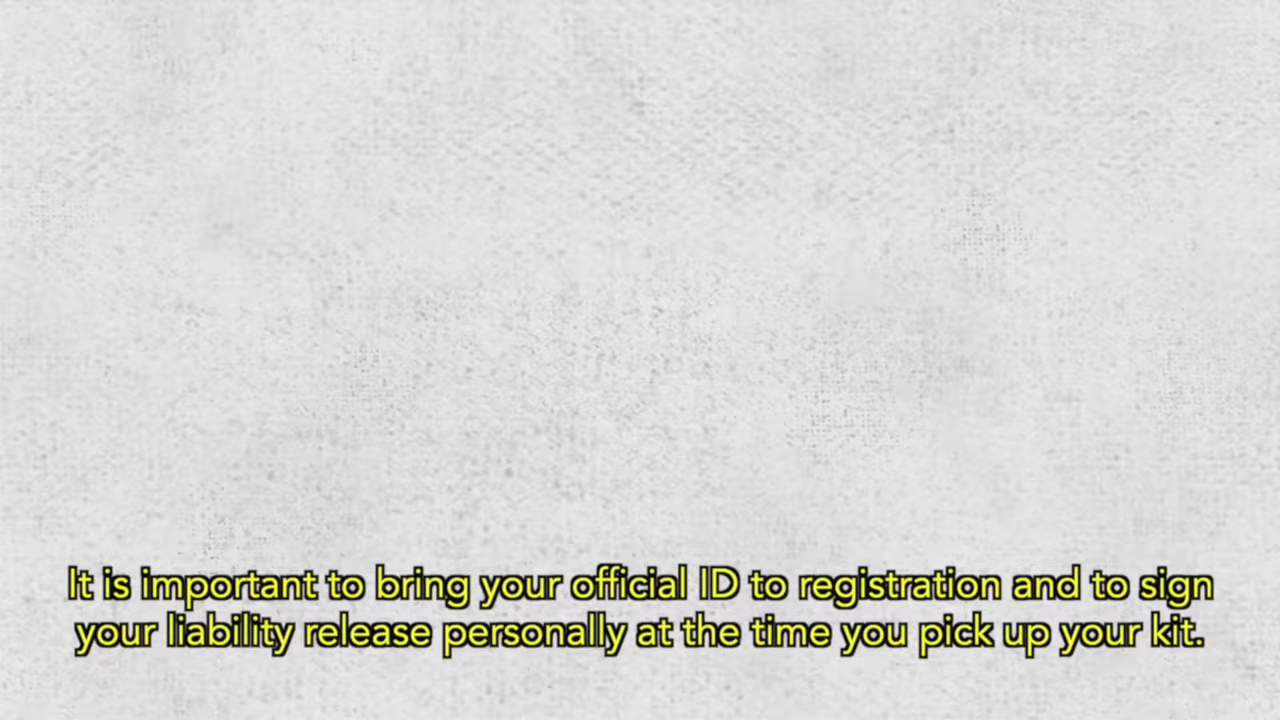 It is important to bring your official ID to registration and to sign
your liability release personally at the time you pick up your kit.